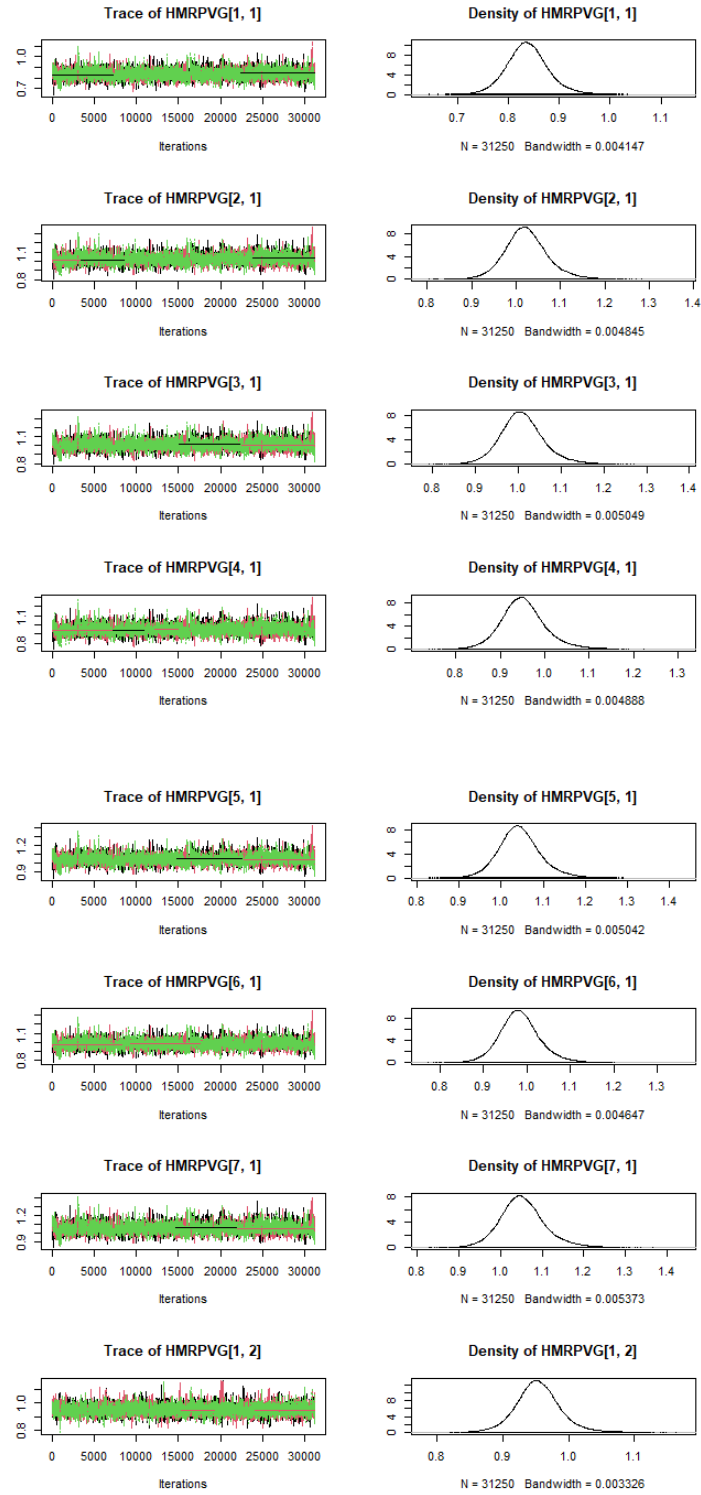 Trace of HMRPVG[1, 1]
Density of HMRPVG[1, 1]
0.7 1.0
0 4 8
0 5000 10000 15000 20000 25000 30000
0.7 0.8 0.9 1.0 1.1
Iterations
N = 31250 Bandwidth = 0.004147
Trace of HMRPVG[2, 1]
Density of HMRPVG[2, 1]
0.8 1.1
0 4 8
0 5000 10000 15000 20000 25000 30000
0.8 0.9 1.0 1.1 1.2 1.3 1.4
Iterations
N = 31250 Bandwidth = 0.004845
Trace of HMRPVG[3, 1]
Density of HMRPVG[3, 1]
0.8 1.1
0 4 8
0 5000 10000 15000 20000 25000 30000
0.8 0.9 1.0 1.1 1.2 1.3 1.4
Iterations
N = 31250 Bandwidth = 0.005049
Trace of HMRPVG[4, 1]
Density of HMRPVG[4, 1]
0.8 1.1
0 4 8
0 5000 10000 15000 20000 25000 30000
0.8 0.9 1.0 1.1 1.2 1.3
Iterations
N = 31250 Bandwidth = 0.004888
Trace of HMRPVG[5, 1]
Density of HMRPVG[5, 1]
0.9 1.2
0 4 8
0 5000 10000 15000 20000 25000 30000
0.8 0.9 1.0 1.1 1.2 1.3 1.4
Iterations
N = 31250 Bandwidth = 0.005042
Trace of HMRPVG[6, 1]
Density of HMRPVG[6, 1]
0.8 1.1
0 4 8
0 5000 10000 15000 20000 25000 30000
0.8 0.9 1.0 1.1 1.2 1.3
Iterations
N = 31250 Bandwidth = 0.004647
Trace of HMRPVG[7, 1]
Density of HMRPVG[7, 1]
0.9 1.2
0 4 8
0 5000 10000 15000 20000 25000 30000
0.8 0.9 1.0 1.1 1.2 1.3 1.4
Iterations
N = 31250 Bandwidth = 0.005373
Trace of HMRPVG[1, 2]
Density of HMRPVG[1, 2]
0.8 1.0
0 4 8
0 5000 10000 15000 20000 25000 30000
0.8 0.9 1.0 1.1
Iterations
N = 31250 Bandwidth = 0.003326